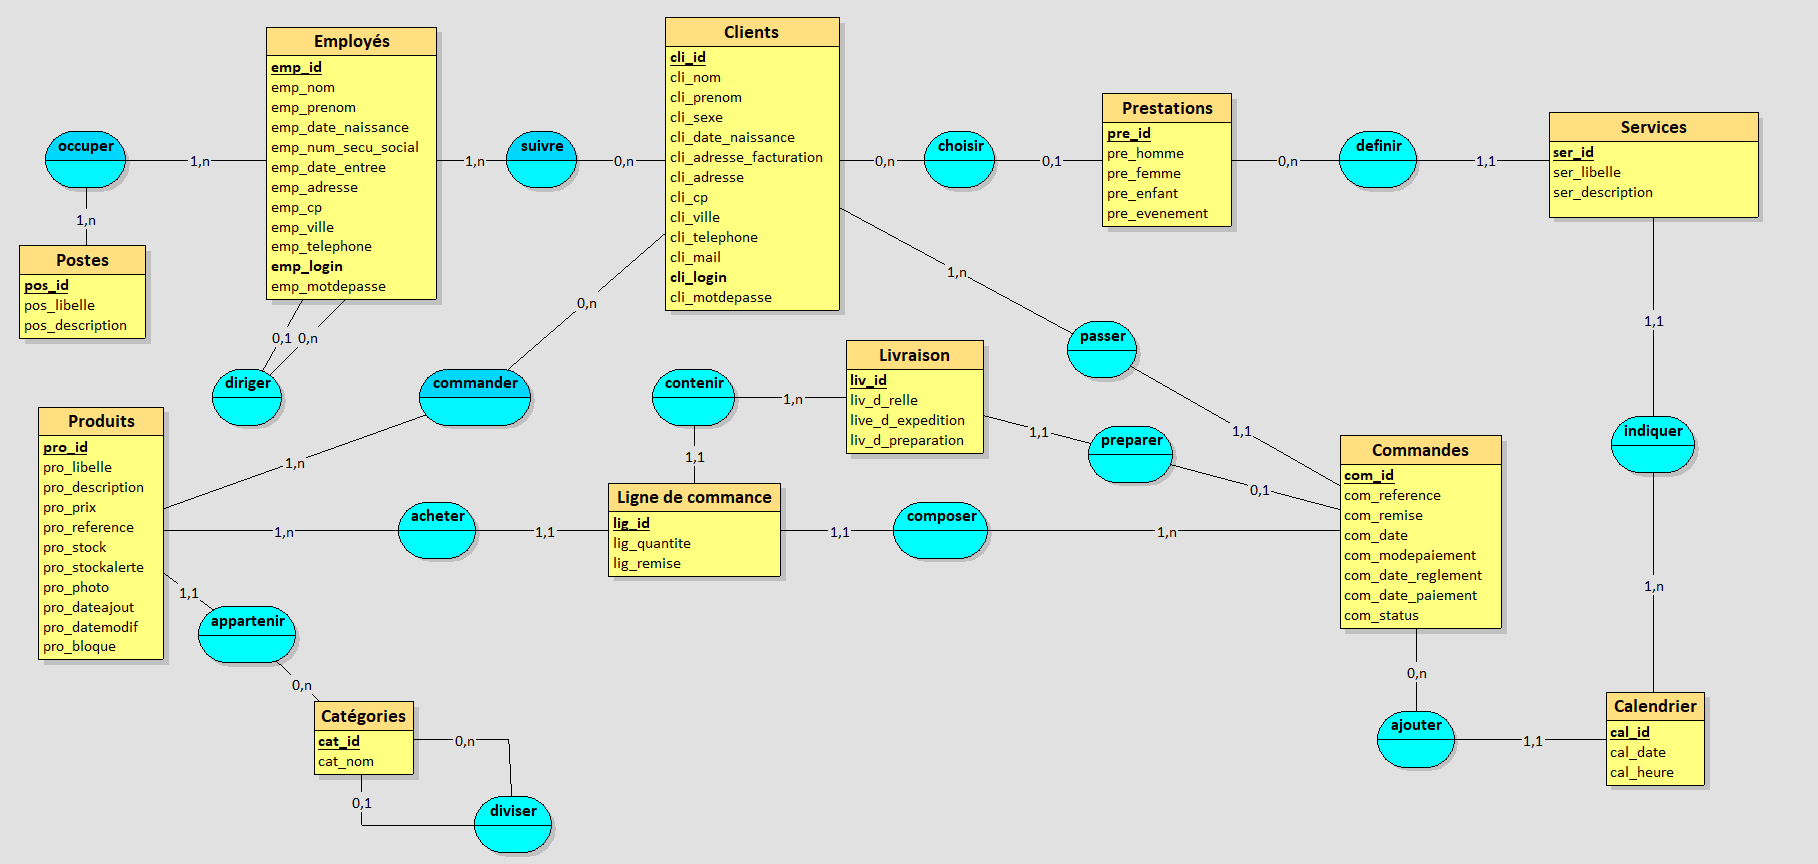 Employés
emp_id
emp_nom
emp_prenom
emp_date_naissance
emp_num_secu_social
emp_date_entree
emp_adresse
emp_cp
emp_ville
emp_telephone
emp_login
emp_motdepasse
Clients
cli_id
cli_nom
cli_prenom
cli_sexe
cli_date_naissance
cli_adresse_facturation
cli_adresse
cli_cp
cli_ville
cli_telephone
cli_mail
cli_login
cli_motdepasse
Prestations
pre_id
pre_homme
pre_femme
pre_enfant
pre_evenement
Services
ser_id
ser_libelle
ser_description
occuper
1,n
1,n
suivre
1,n
0,n
choisir
0,n
0,1
definir
0,n
1,1
Postes
pos_id
pos_libelle
pos_description
0,1
0,n
diriger
commander
0,n
1,n
passer
1,n
1,1
indiquer
1,1
1,n
contenir
1,n
1,1
Livraison
liv_id
liv_d_relle
live_d_expedition
liv_d_preparation
preparer
1,1
0,1
Produits
pro_id
pro_libelle
pro_description
pro_prix
pro_reference
pro_stock
pro_stockalerte
pro_photo
pro_dateajout
pro_datemodif
pro_bloque
acheter
1,n
1,1
Ligne de commance
lig_id
lig_quantite
lig_remise
composer
1,1
1,n
Commandes
com_id
com_reference
com_remise
com_date
com_modepaiement
com_date_reglement
com_date_paiement
com_status
appartenir
1,1
0,n
Catégories
cat_id
cat_nom
0,n
0,1
diviser
0,n
ajouter
1,1
Calendrier
cal_id
cal_date
cal_heure